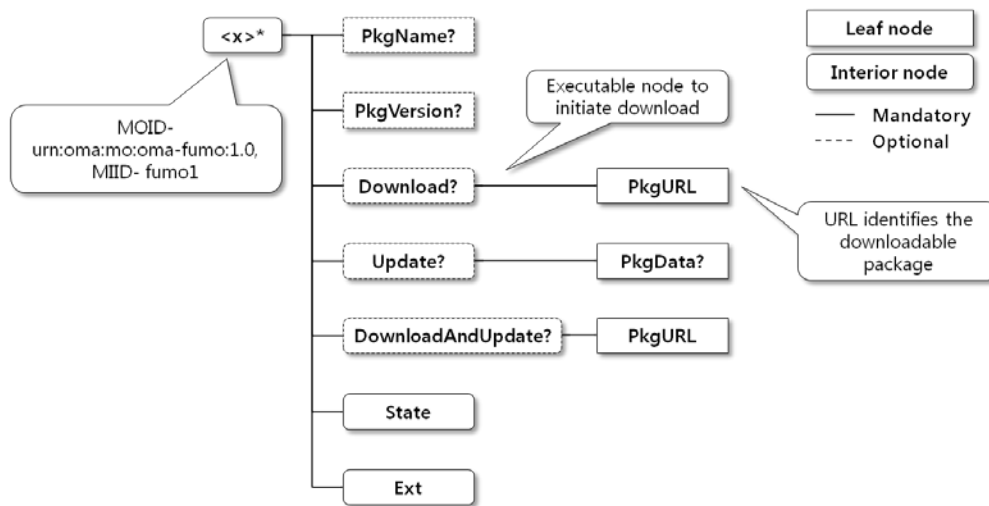 <x>*
PkgName?
Leaf node
Interior node
Mandatory
Optional
Executable node to
initiate download
PkgVersion?
MOID-
urn:oma:mo:oma-fumo:1.0,
MIID- fumo1
Download?
PkgURL
URL identifies the
downloadable
package
Update?
PkgData?
DownloadAndUpdate?
PkgURL
State
Ext